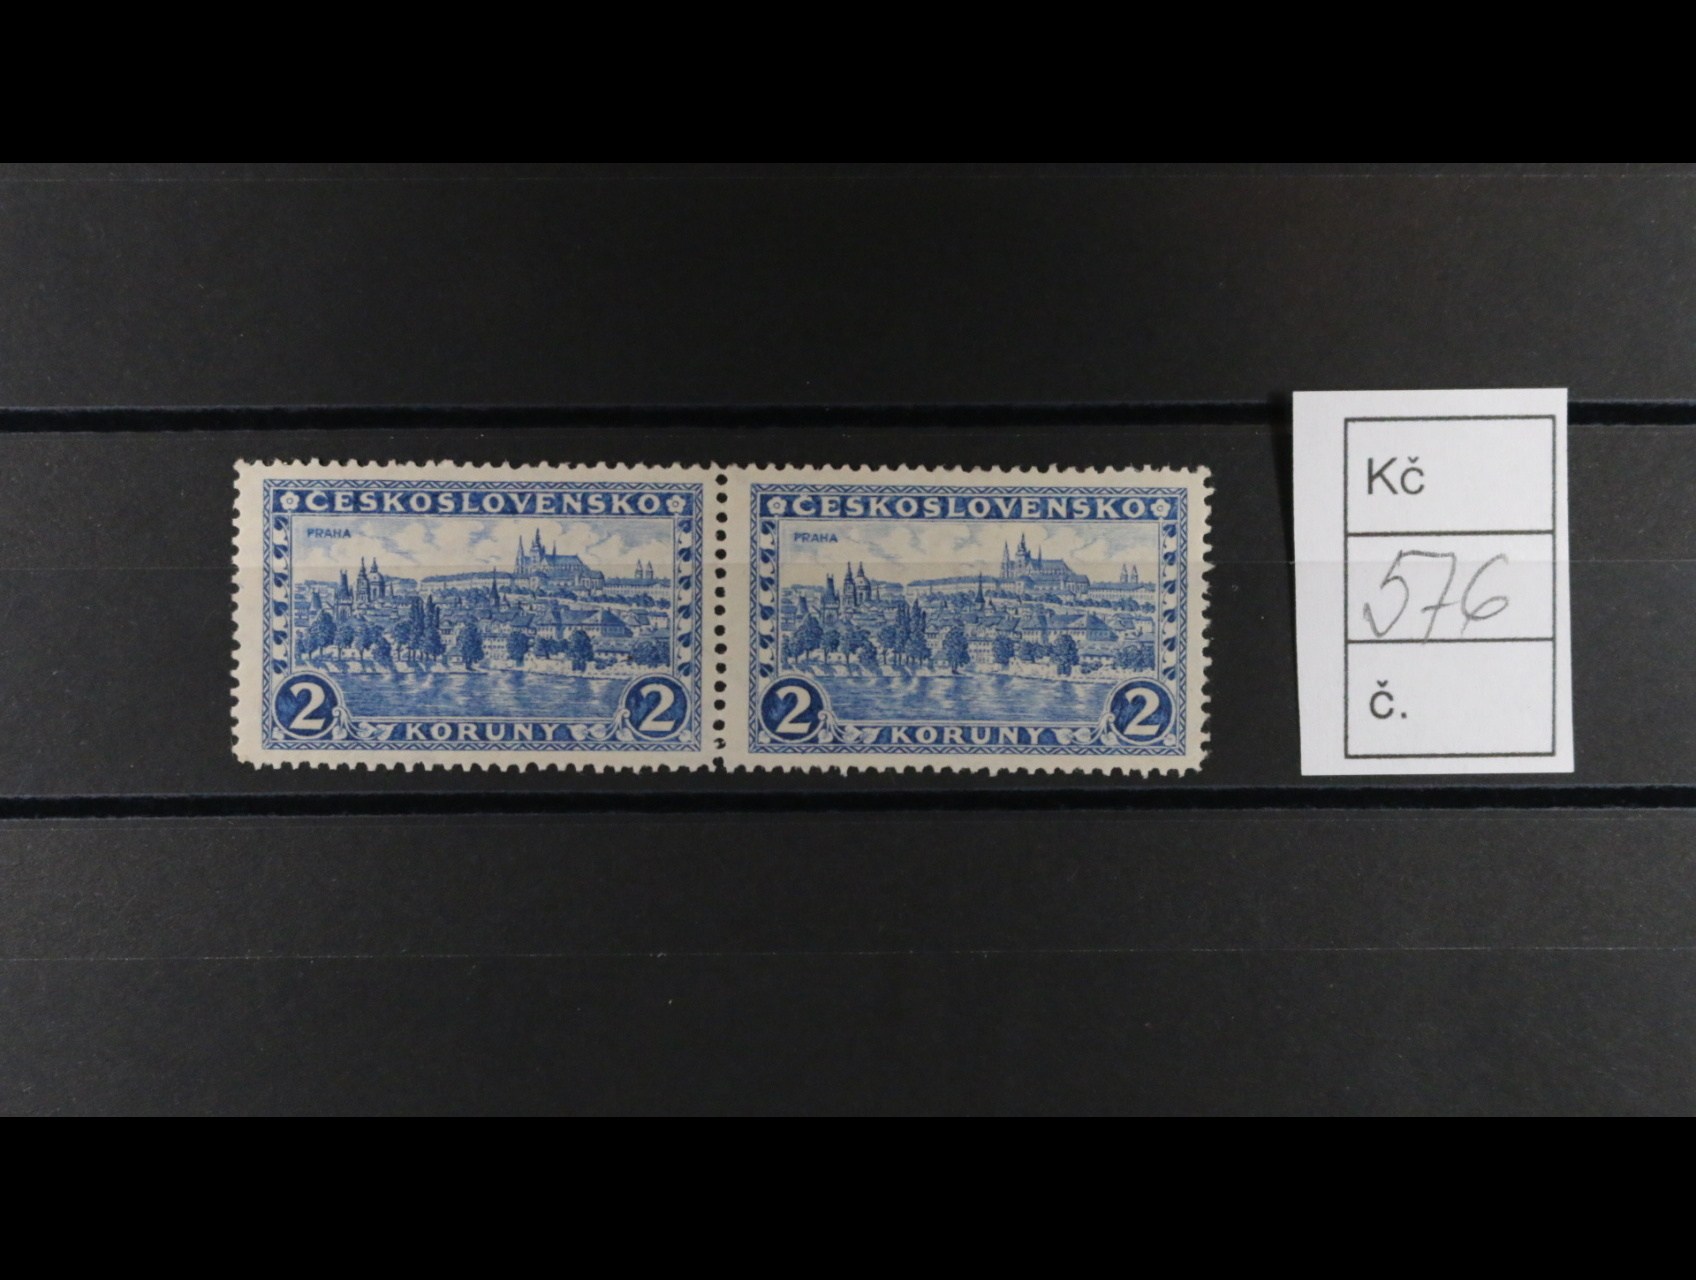 ČESKOSLOVENSKO
PRAHA
2 KORUNY 2
ČESKOSLOVENSKO
PRAHA
2 KORUNY 2
Kč
576
č.